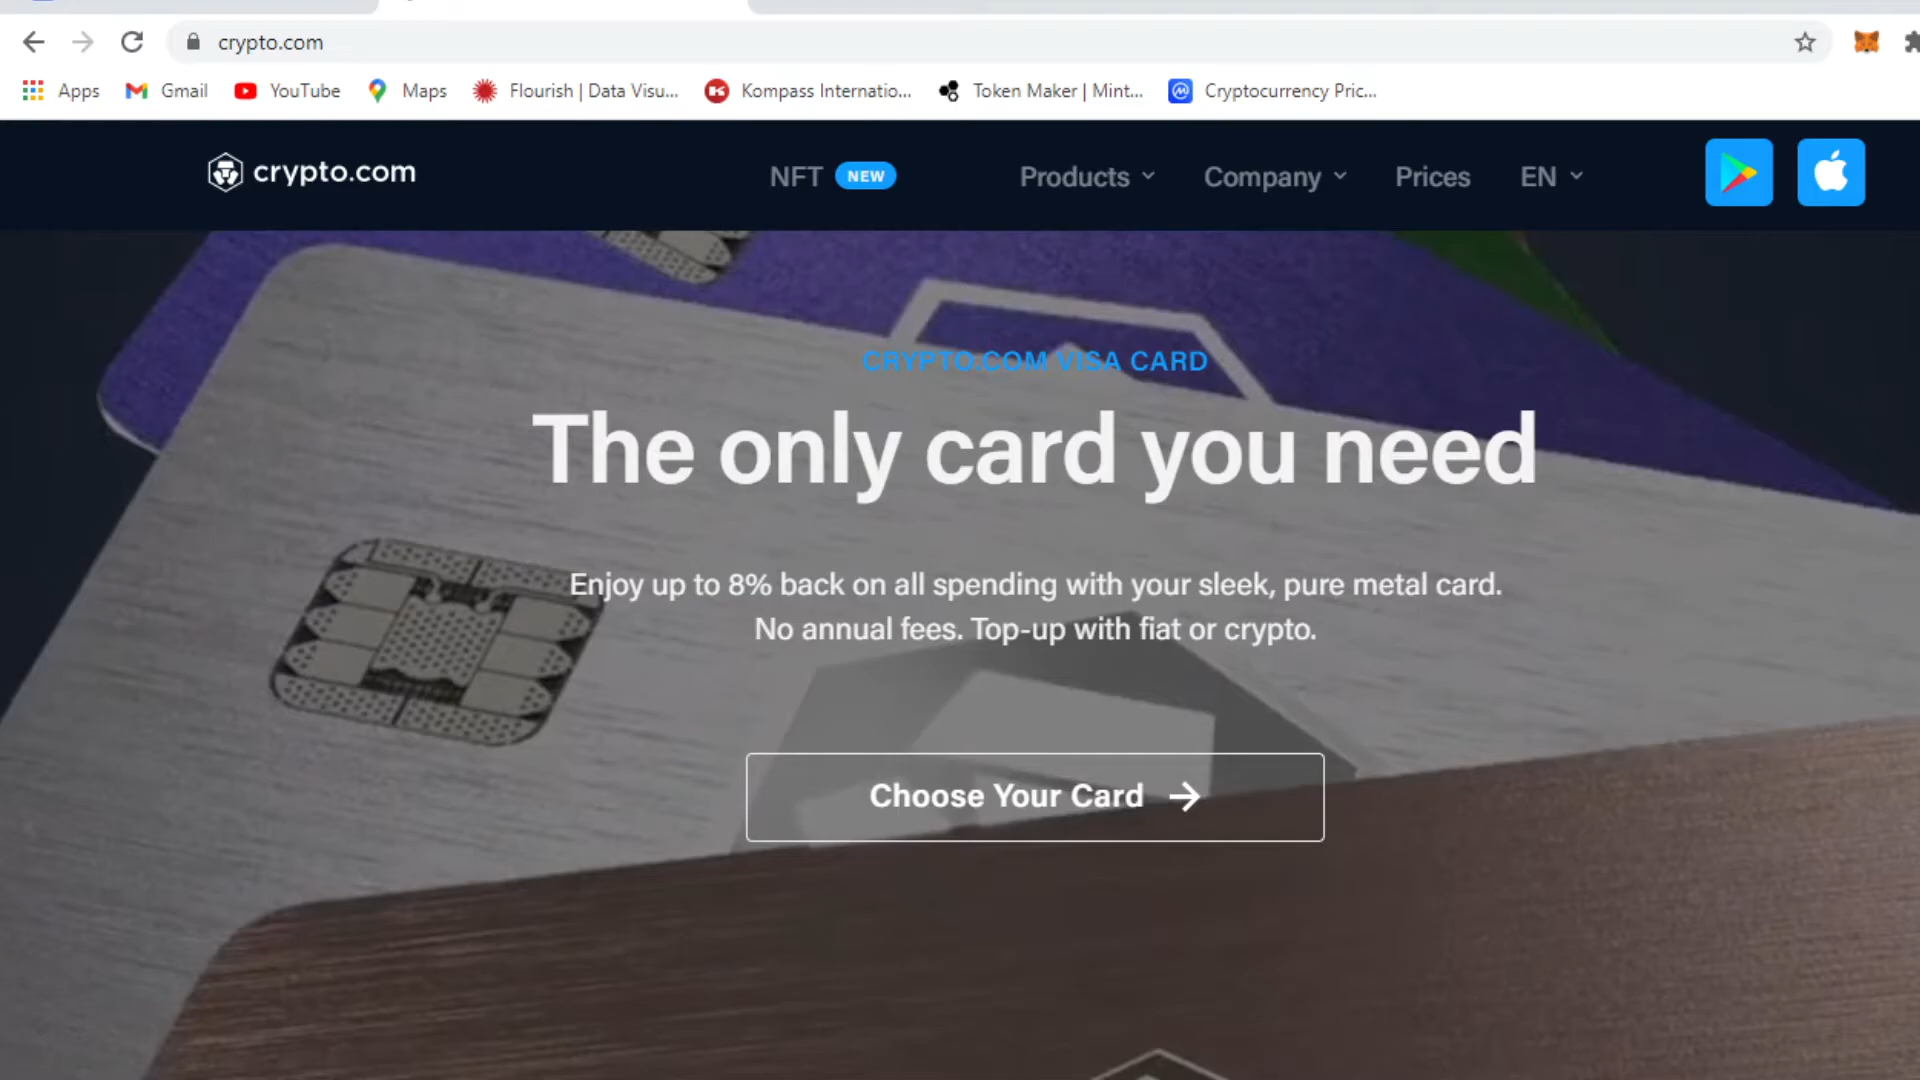 crypto.com
Apps Gmail YouTube Maps Flourish | Data Visu... Kompass Internatio... Token Maker | Mint... Cryptocurrency Pric...
crypto.com NFT NEW Products Company Prices EN
CRYPTO.COM VISA CARD
The only card you need
Enjoy up to 8% back on all spending with your sleek, pure metal card.
No annual fees. Top-up with fiat or crypto.
Choose Your Card →